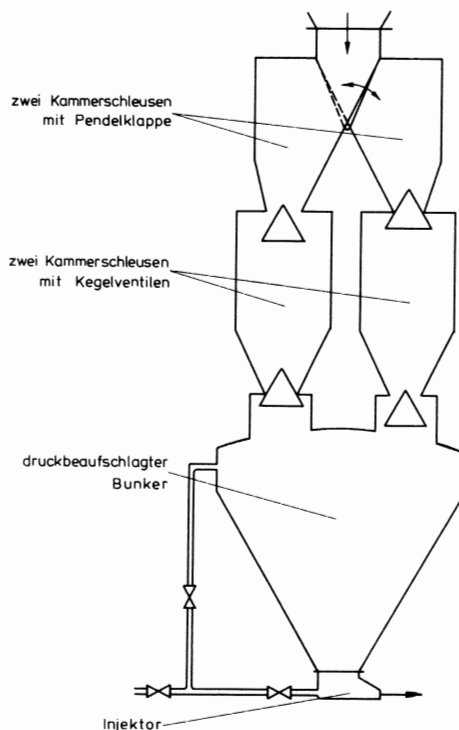 zwei Kammerschleusen
mit Pendelklappe
zwei Kammerschleusen
mit Kegelventilen
druckbeaufschlagter
Bunker
Injektor